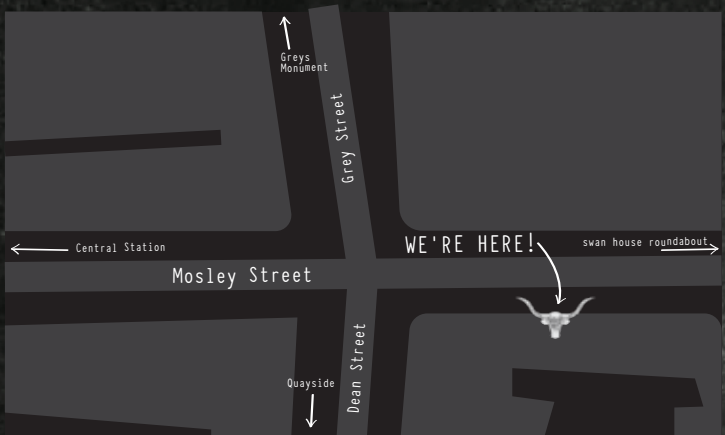 Greys
Monument
Grey Street
WE'RE HERE!
swan house roundabout
Central Station
Mosley Street
Dean Street
Quayside